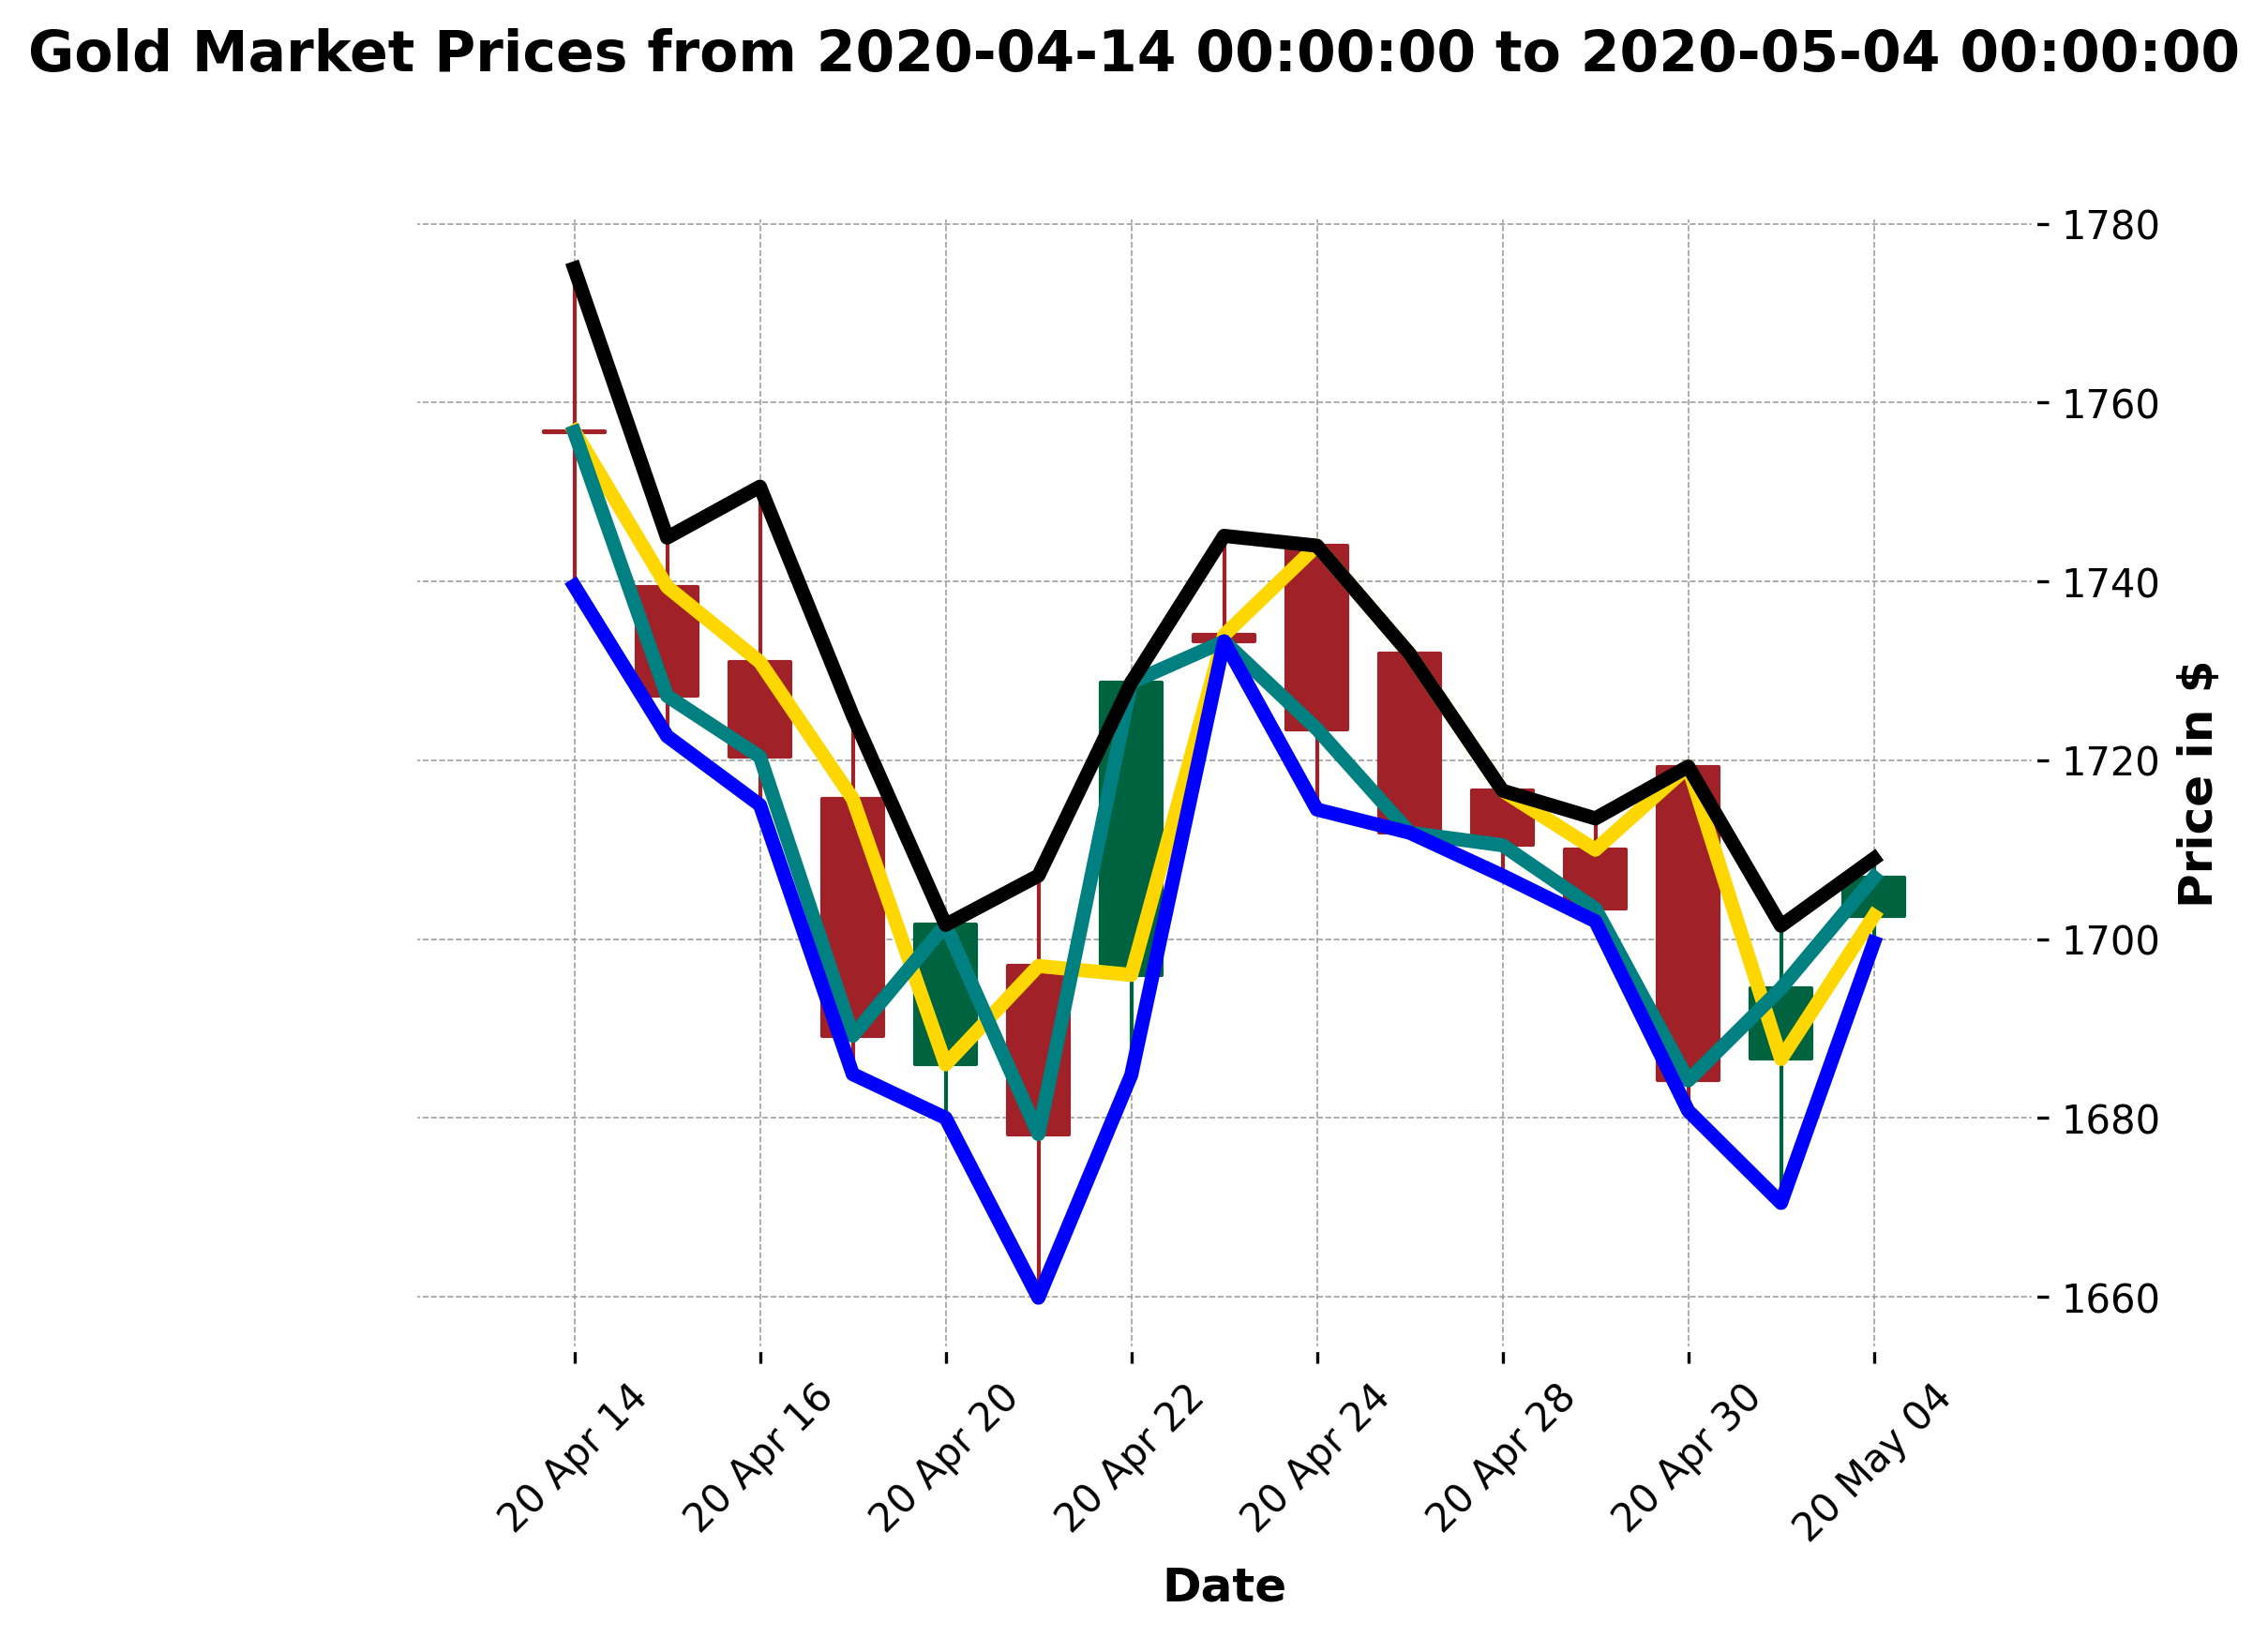 Gold Market Prices from 2020-04-14 00:00:00 to 2020-05-04 00:00:00
1780
1760
1740
1720
1700
1680
1660
Price in $
20 Apr 14
20 Apr 16
20 Apr 20
20 Apr 22
20 Apr 24
20 Apr 28
20 Apr 30
20 May 04
Date